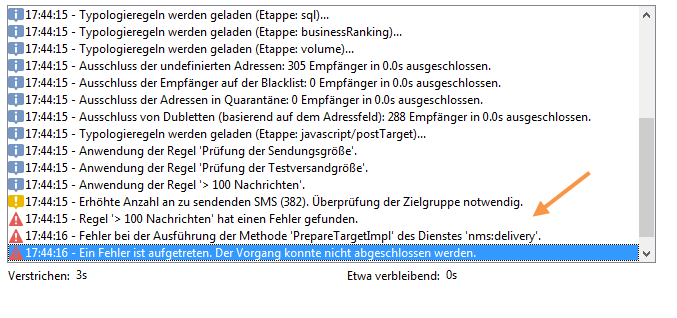 17:44:15 - Typologieregeln werden geladen (Etappe: sql)...
17:44:15 - Typologieregeln werden geladen (Etappe: businessRanking)...
17:44:15 - Typologieregeln werden geladen (Etappe: volume)...
17:44:15 - Ausschluss der undefinierten Adressen: 305 Empfänger in 0.0s ausgeschlossen.
17:44:15 - Ausschluss der Empfänger auf der Blacklist: 0 Empfänger in 0.0s ausgeschlossen.
17:44:15 - Ausschluss der Adressen in Quarantäne: 0 Empfänger in 0.0s ausgeschlossen.
17:44:15 - Ausschluss von Dubletten (basierend auf dem Adressfeld): 288 Empfänger in 0.0s ausgeschlossen.
17:44:15 - Typologieregeln werden geladen (Etappe: javascript/postTarget)...
17:44:15 - Anwendung der Regel 'Prüfung der Sendungsgröße'.
17:44:15 - Anwendung der Regel 'Prüfung der Testversandgröße'.
17:44:15 - Anwendung der Regel '> 100 Nachrichten'.
17:44:15 - Erhöhte Anzahl an zu sendenden SMS (382). Überprüfung der Zielgruppe notwendig.
17:44:15 - Regel '> 100 Nachrichten' hat einen Fehler gefunden.
17:44:16 - Fehler bei der Ausführung der Methode 'PrepareTargetImpl' des Dienstes 'nms:delivery'.
17:44:16 - Ein Fehler ist aufgetreten. Der Vorgang konnte nicht abgeschlossen werden.
Verstrichen: 3s Etwa verbleibend: 0s